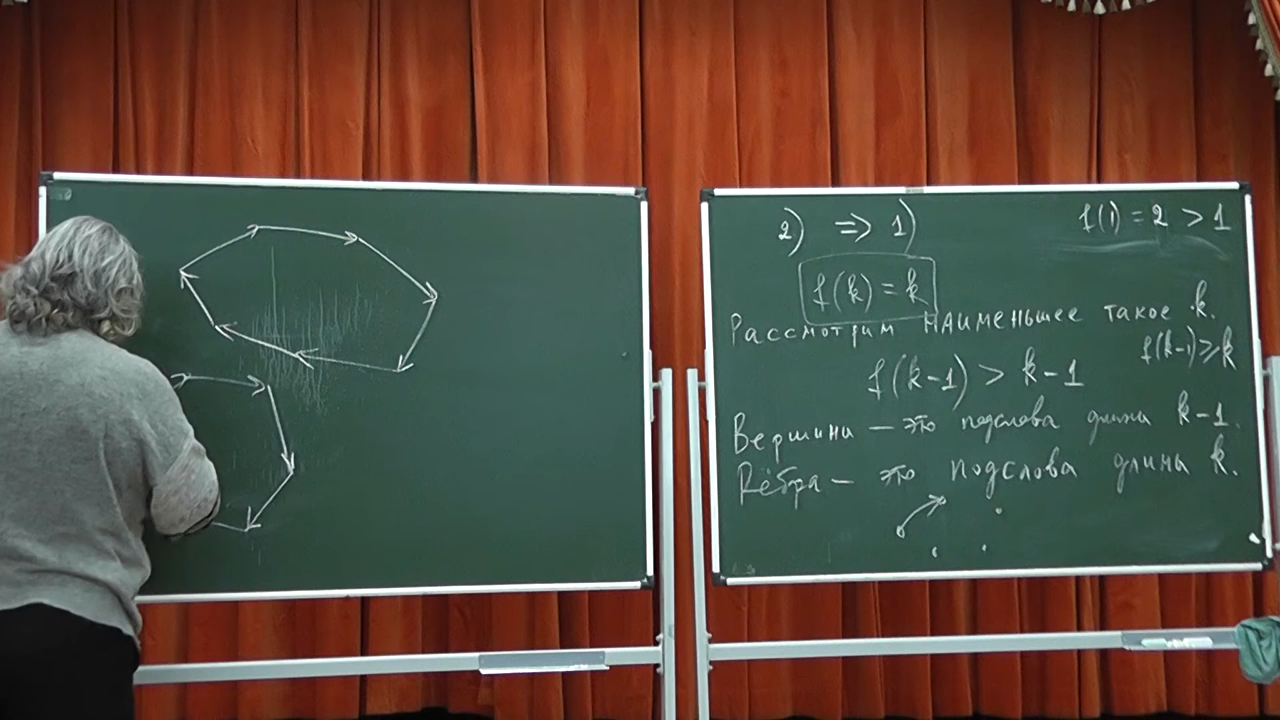 2) ⇒ 1)
f(1) = 2 > 1
f(k) = k
Рассмотрим наименьшее такое k.
f(k-1) ≥ k
f(k-1) > k-1
Вершины — это подслова длины k-1.
Рёбра — это подслова длины k.